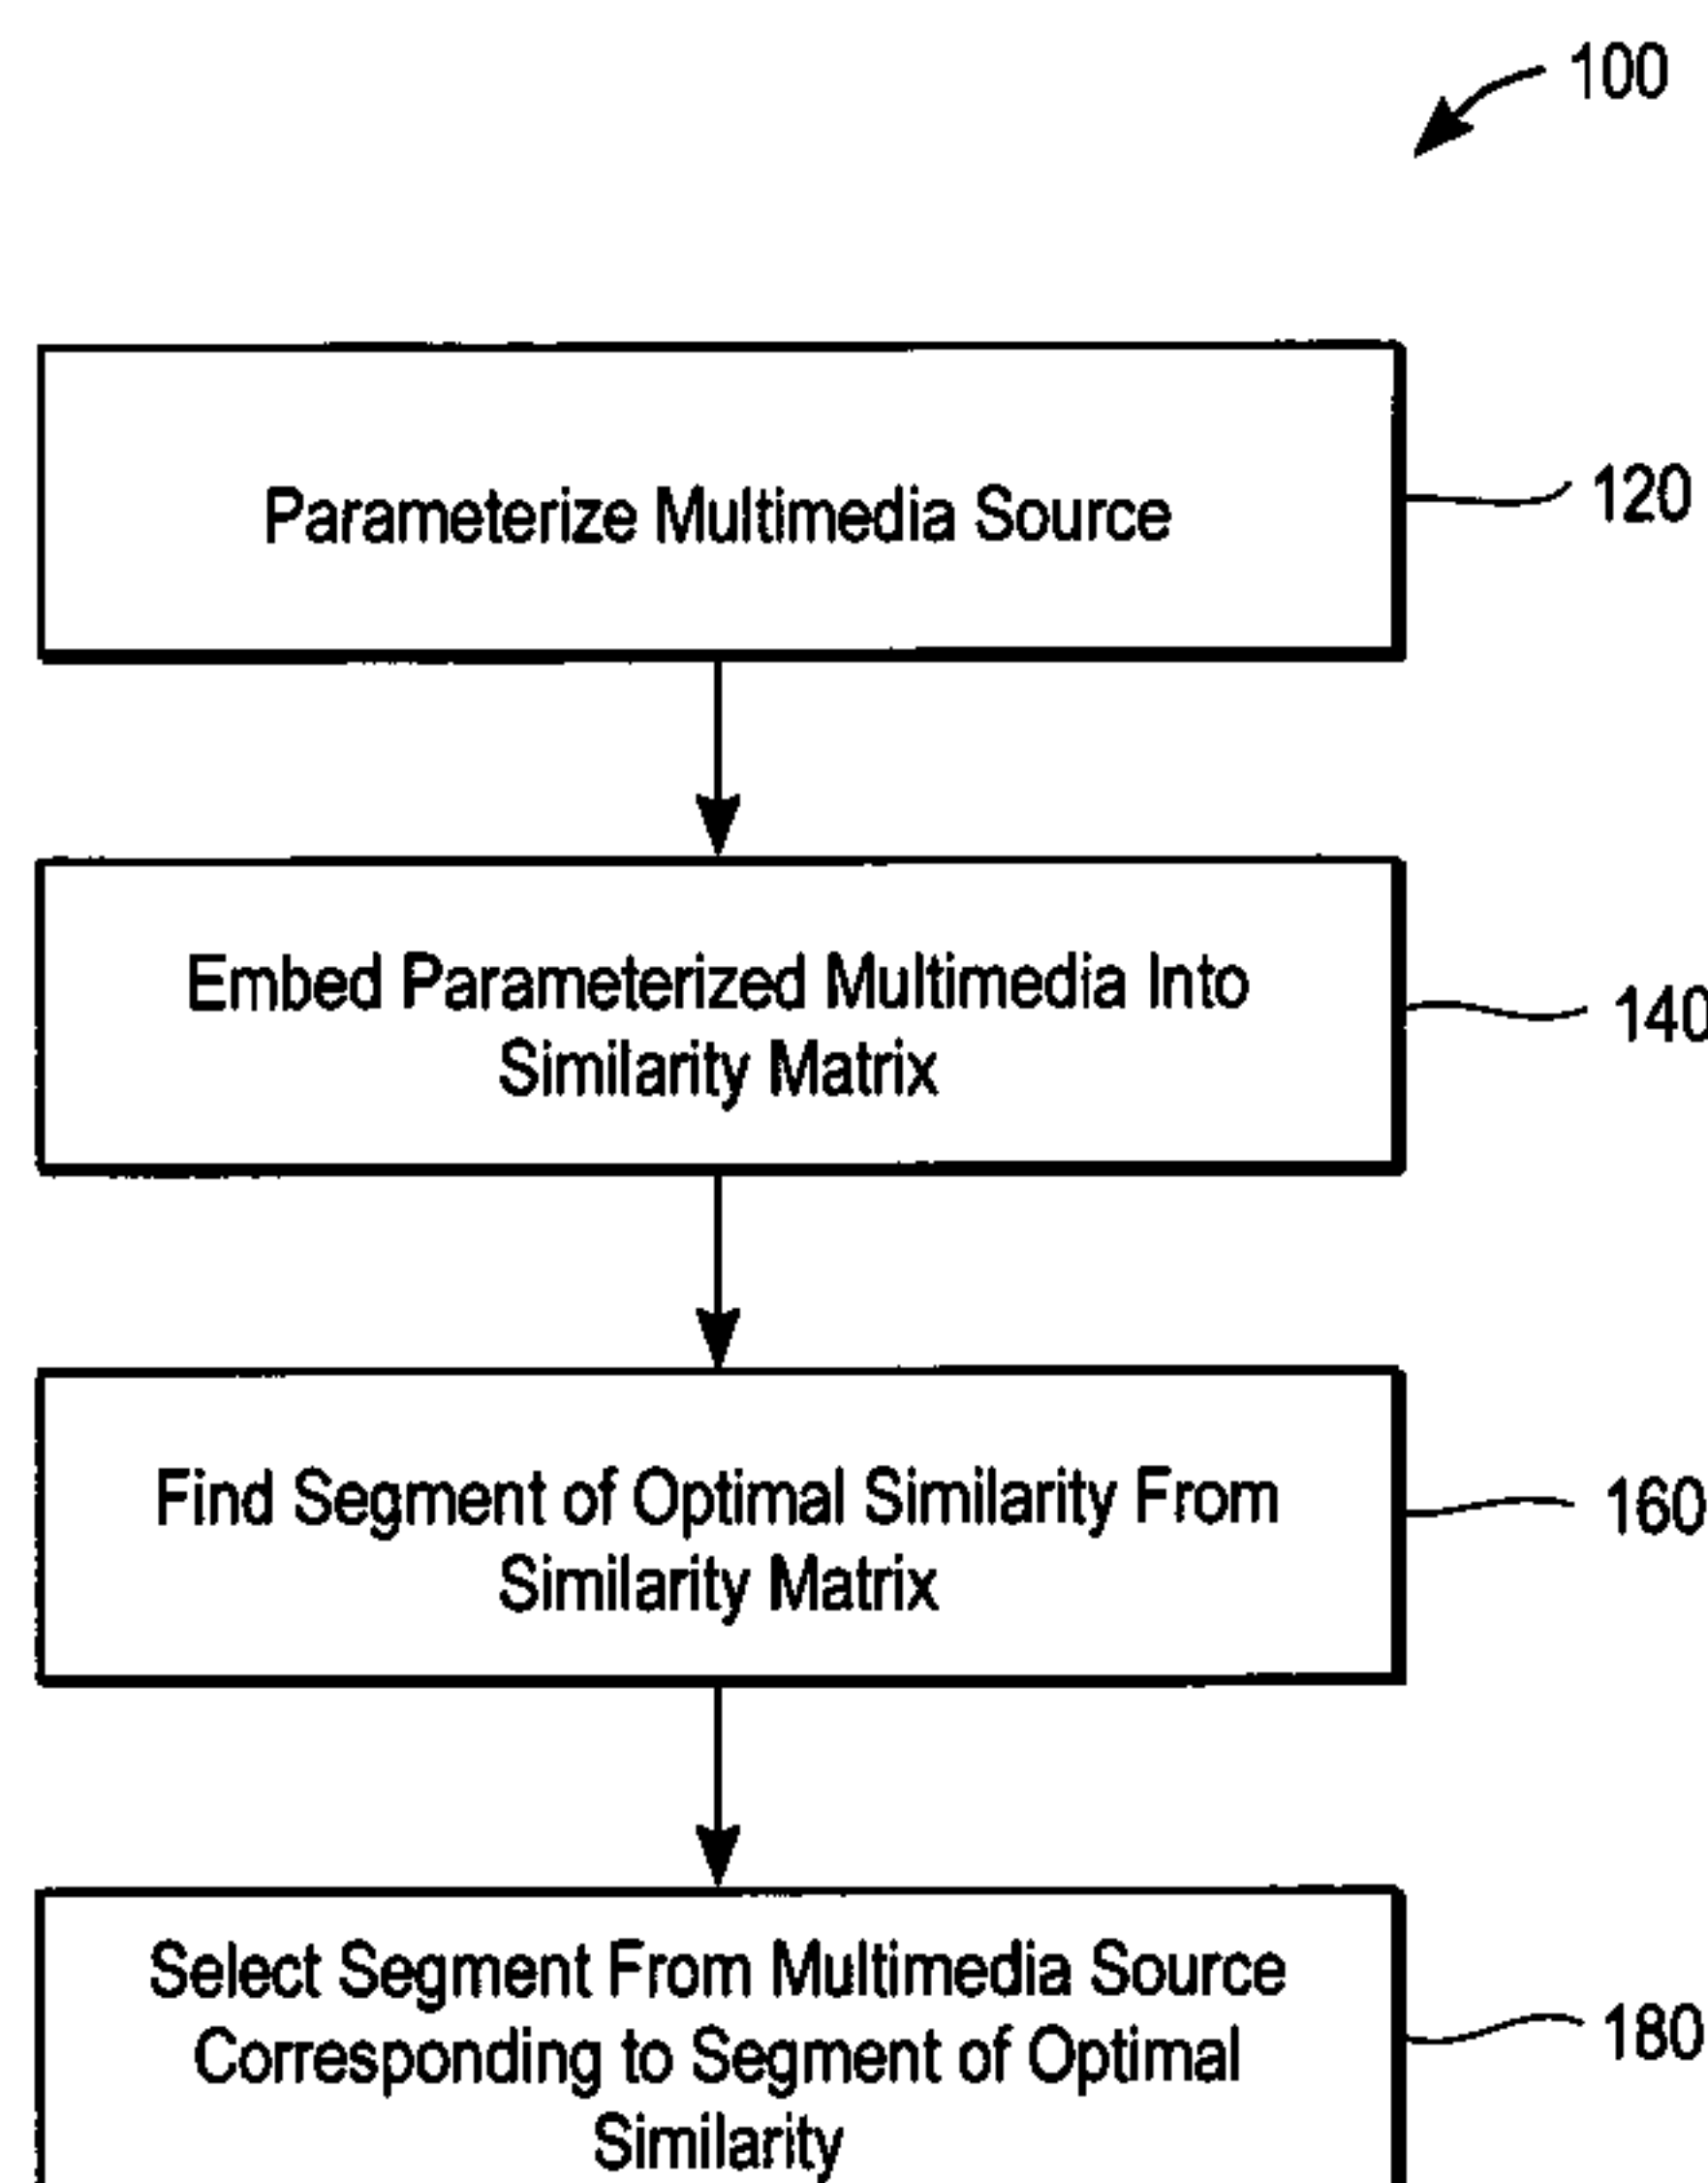 100
Parameterize Multimedia Source
120
Embed Parameterized Multimedia Into
Similarity Matrix
140
Find Segment of Optimal Similarity From
Similarity Matrix
160
Select Segment From Multimedia Source
Corresponding to Segment of Optimal
Similarity
180